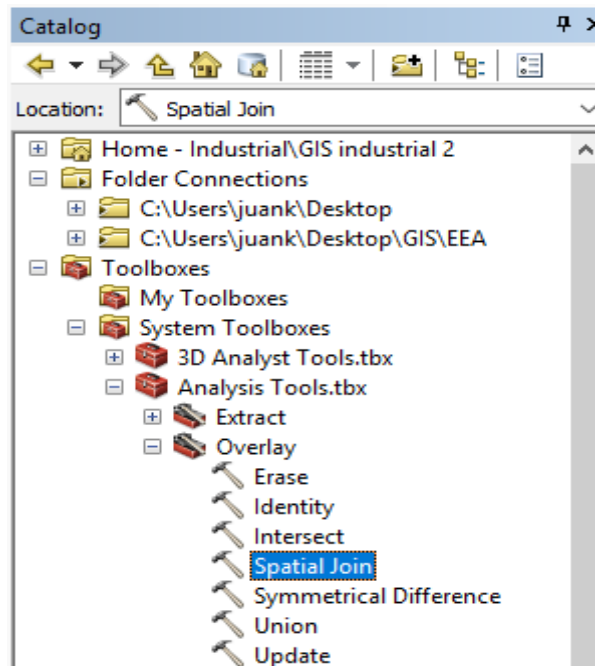 Catalog
Location: Spatial Join
Home - Industrial\GIS industrial 2
Folder Connections
C:\Users\juank\Desktop
C:\Users\juank\Desktop\GIS\EEA
Toolboxes
My Toolboxes
System Toolboxes
3D Analyst Tools.tbx
Analysis Tools.tbx
Extract
Overlay
Erase
Identity
Intersect
Spatial Join
Symmetrical Difference
Union
Update